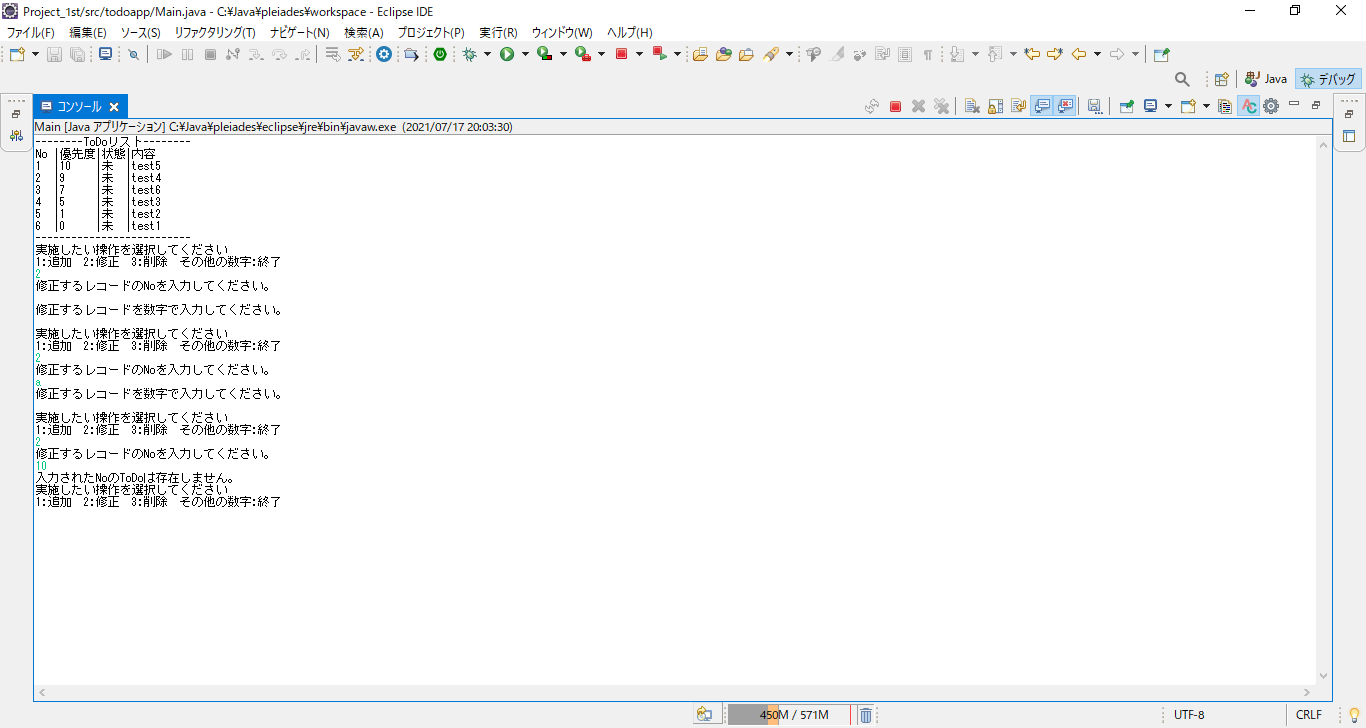 Project_1st/src/todoapp/Main.java - C:¥Java¥pleiades¥workspace - Eclipse IDE
ファイル(F) 編集(E) ソース(S) リファクタリング(T) ナビゲート(N) 検索(A) プロジェクト(P) 実行(R) ウィンドウ(W) ヘルプ(H)
Java デバッグ
コンソール
Main [Java アプリケーション] C:¥Java¥pleiades¥eclipse¥jre¥bin¥javaw.exe (2021/07/17 20:03:30)
--------ToDoリスト--------
No |優先度|状態|内容
1 |10 |未 |test5
2 |9 |未 |test4
3 |7 |未 |test6
4 |5 |未 |test3
5 |1 |未 |test2
6 |0 |未 |test1
--------------------------
実施したい操作を選択してください
1:追加 2:修正 3:削除 その他の数字:終了
2
修正するレコードのNoを入力してください。
修正するレコードを数字で入力してください。
実施したい操作を選択してください
1:追加 2:修正 3:削除 その他の数字:終了
2
修正するレコードのNoを入力してください。
a
修正するレコードを数字で入力してください。
実施したい操作を選択してください
1:追加 2:修正 3:削除 その他の数字:終了
2
修正するレコードのNoを入力してください。
10
入力されたNoのToDoは存在しません。
実施したい操作を選択してください
1:追加 2:修正 3:削除 その他の数字:終了
450M / 571M UTF-8 CRLF